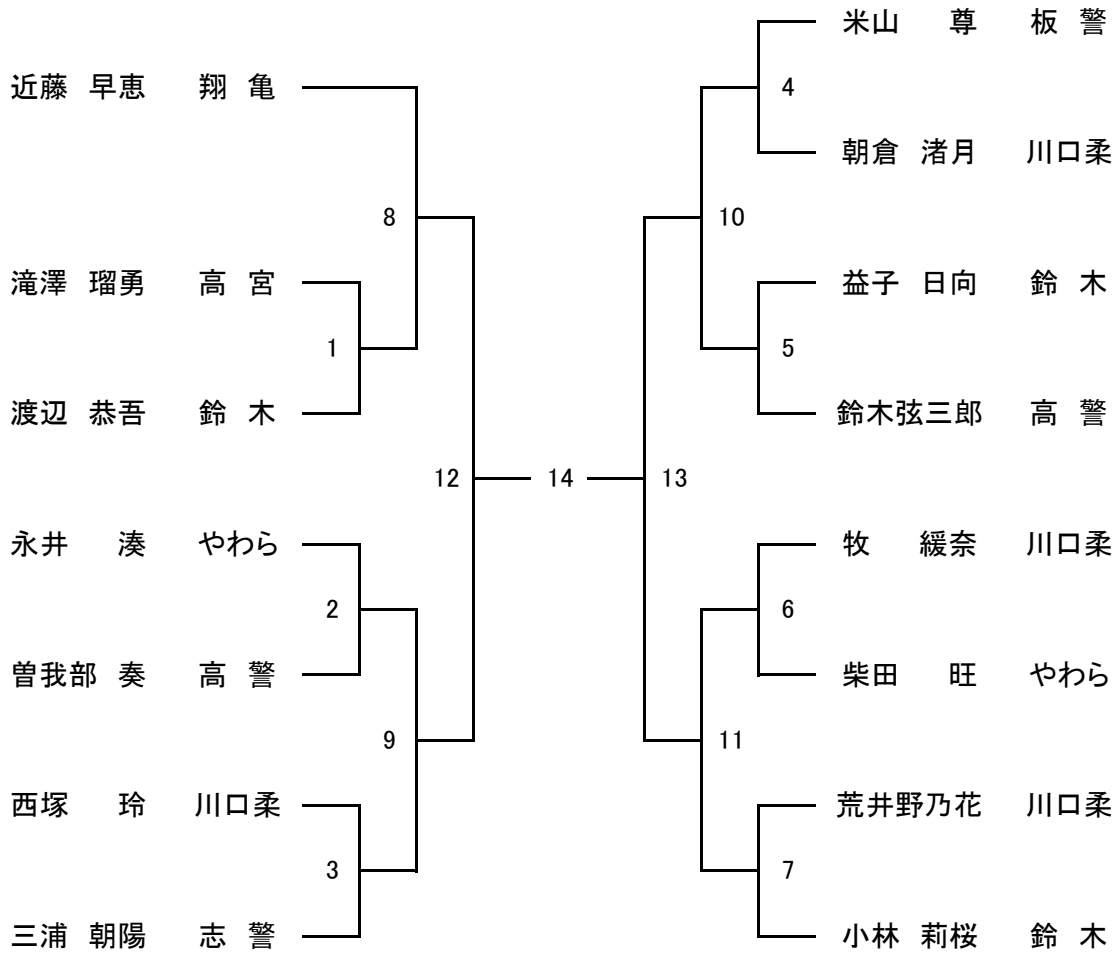 近藤 早恵 翔 亀
8
滝澤 瑠勇 高 宮
1
渡辺 恭吾 鈴 木
12
永井 湊 やわら
2
曽我部 奏 高 警
9
西塚 玲 川口柔
3
三浦 朝陽 志 警
14
米山 尊 板 警
4
朝倉 渚月 川口柔
10
益子 日向 鈴 木
5
鈴木弦三郎 高 警
13
牧 緩奈 川口柔
6
柴田 旺 やわら
11
荒井野乃花 川口柔
7
小林 莉桜 鈴 木